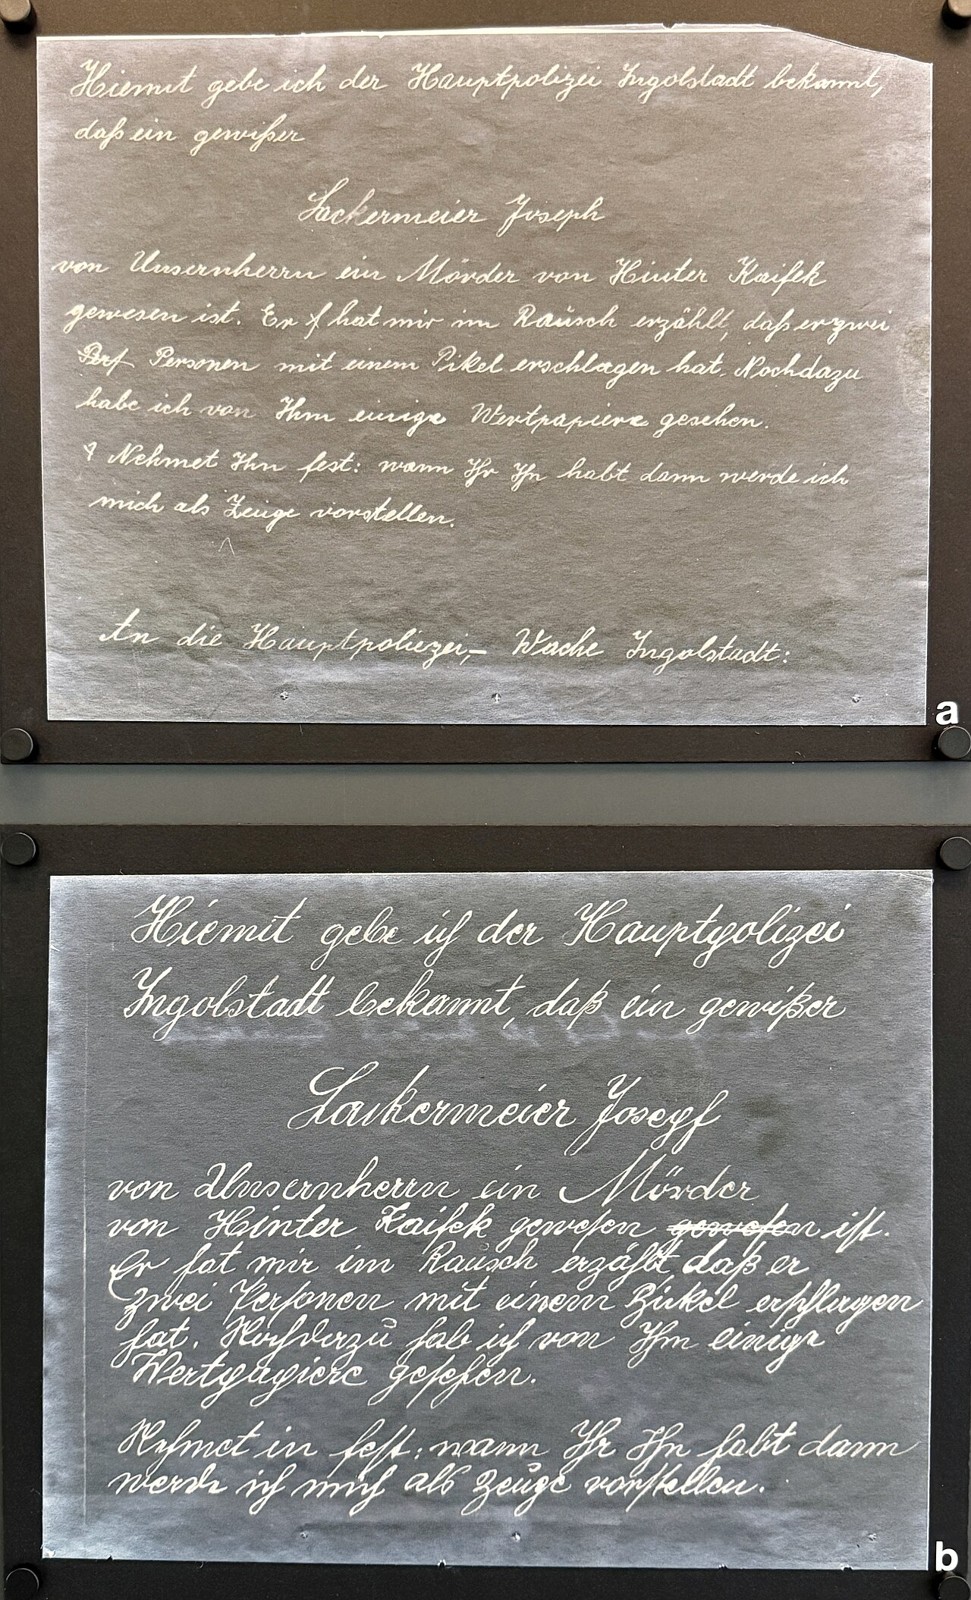 Hiemit gebe ich der Hauptpolizei Ingolstadt bekannt,
daß ein gewißer
Lackermeier Joseph
von Unsernherrn ein Mörder von Hinter Kaifek
gewesen ist. Er hat mir im Rausch erzählt, daß er zwei
Perf Personen mit einem Pikel erschlagen hat. Nochdazu
habe ich von Ihm einige Wertpapiere gesehen.
Nehmet Ihn fest: wann Ihr Ihn habt dann werde ich
mich als Zeuge vorstellen.
An die Hauptpoliezei,- Wache Ingolstadt:
a
Hiemit gebe ich der Hauptpolizei
Ingolstadt bekannt, daß ein gewißer
Lackermeier Joseph
von Unsernherrn ein Mörder
von Hinter Kaifek gewesen gewesen ist.
Er hat mir im Rausch erzählt daß er
zwei Personen mit einem erschlagen
hat. Nochdazu hab ich von Ihm einige
Wertpapiere gesehen.
Nehmet in fest: wann Ihr Ihn habt dann
werde ich mich als Zeuge vorstellen.
b